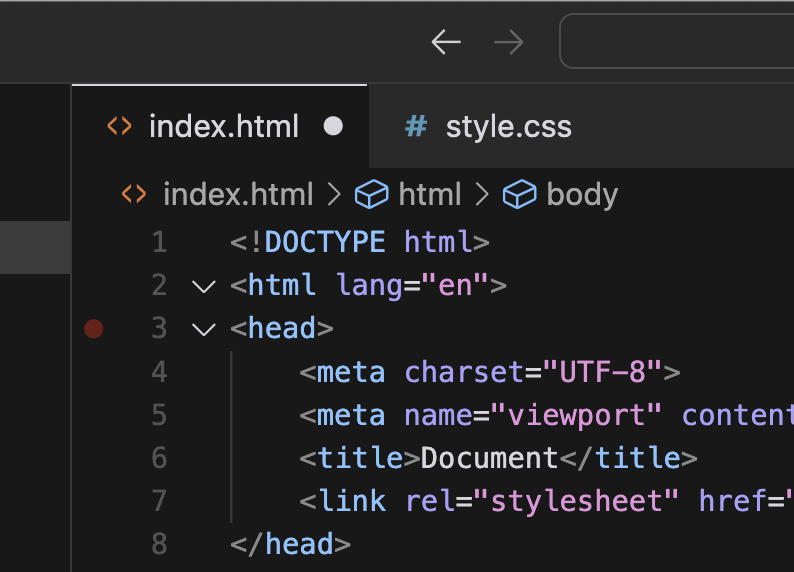 index.html style.css
index.html > html > body
1 <!DOCTYPE html>
2 <html lang="en">
3 <head>
4 <meta charset="UTF-8">
5 <meta name="viewport" content
6 <title>Document</title>
7 <link rel="stylesheet" href="
8 </head>